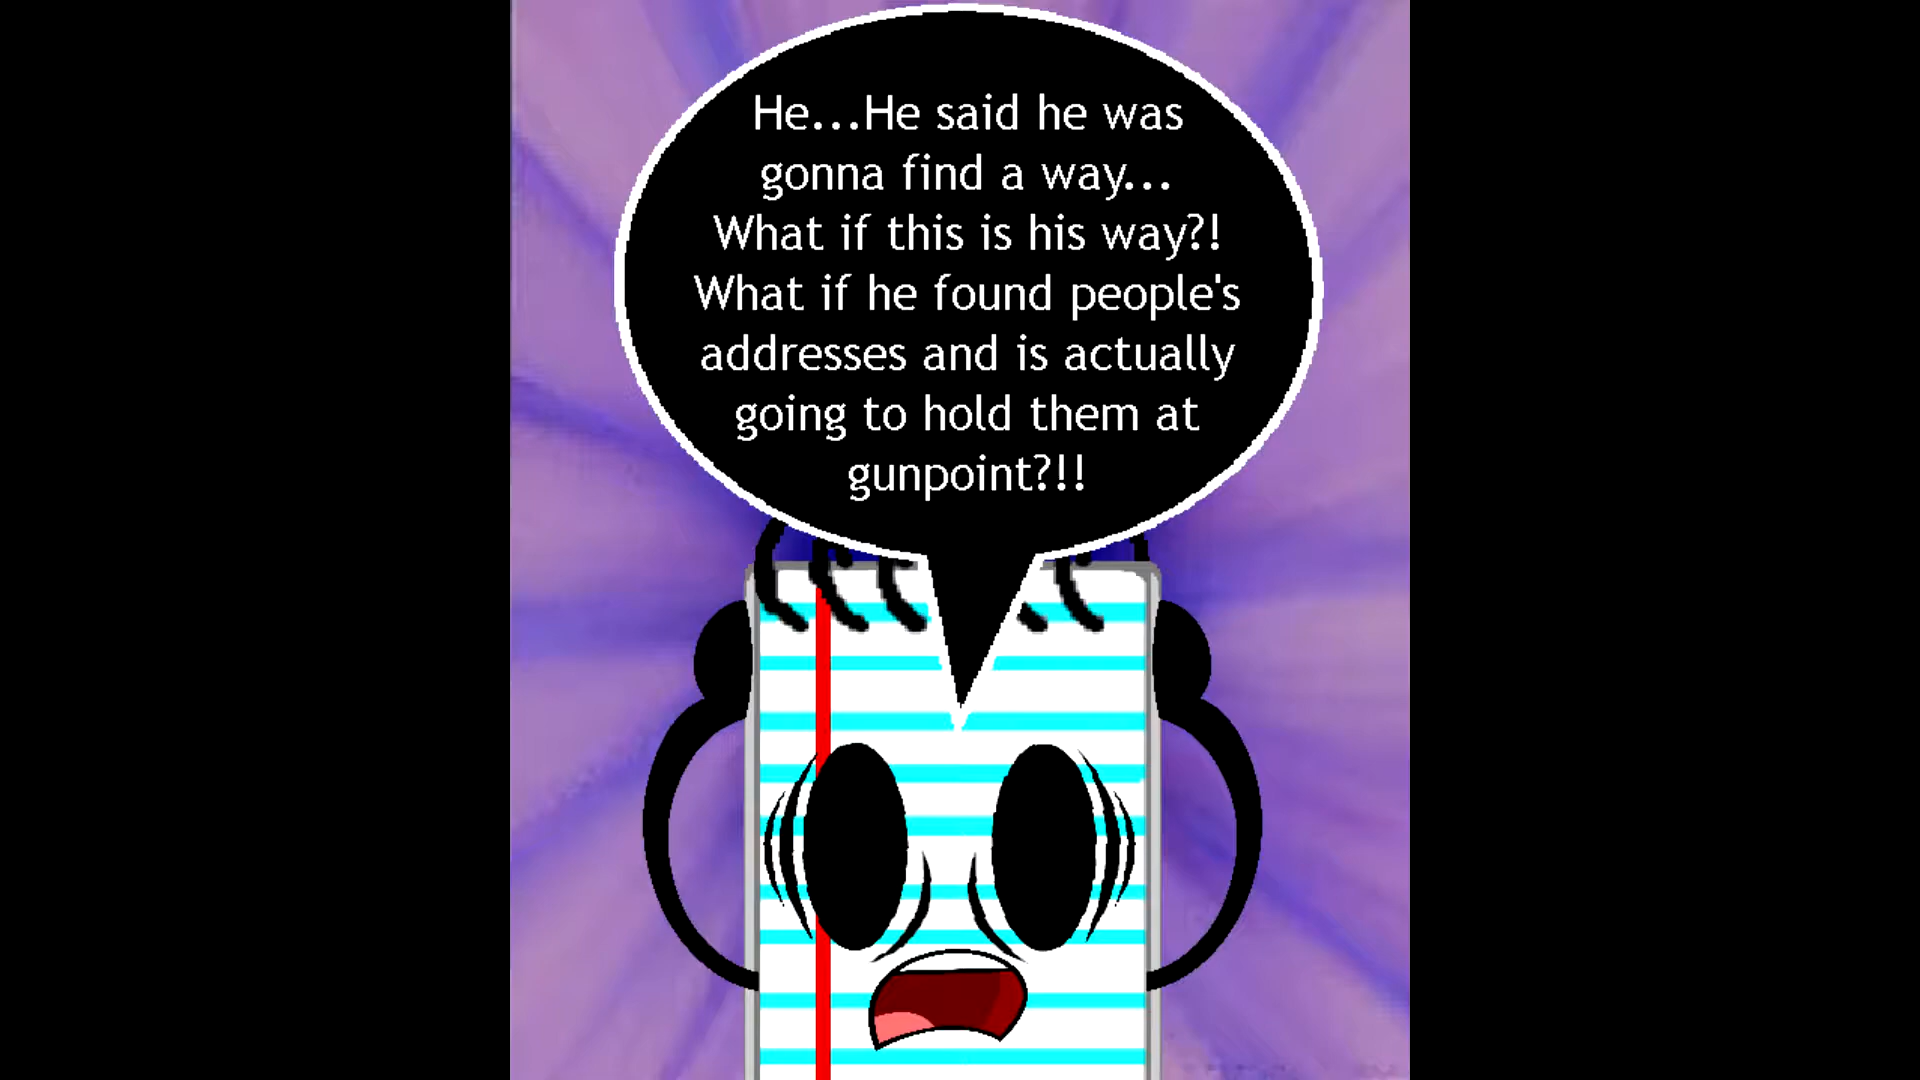 He...He said he was
gonna find a way...
What if this is his way?!
What if he found people's
addresses and is actually
going to hold them at
gunpoint?!!